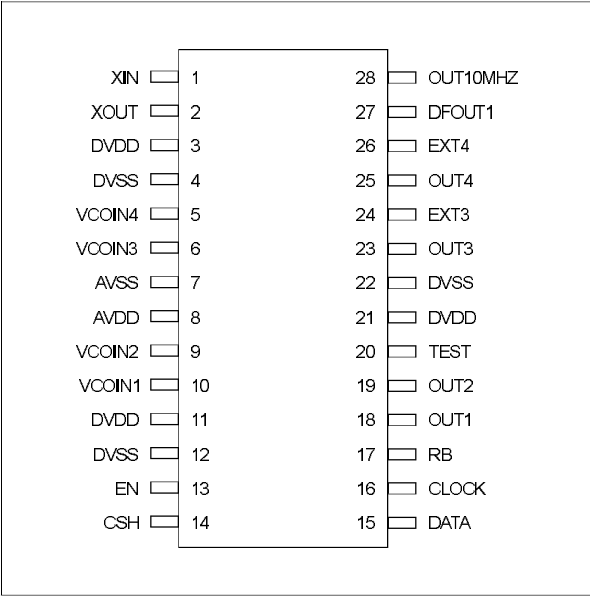 XIN 1 28 OUT10MHZ
XOUT 2 27 DFOUT1
DVDD 3 26 EXT4
DVSS 4 25 OUT4
VCOIN4 5 24 EXT3
VCOIN3 6 23 OUT3
AVSS 7 22 DVSS
AVDD 8 21 DVDD
VCOIN2 9 20 TEST
VCOIN1 10 19 OUT2
DVDD 11 18 OUT1
DVSS 12 17 RB
EN 13 16 CLOCK
CSH 14 15 DATA